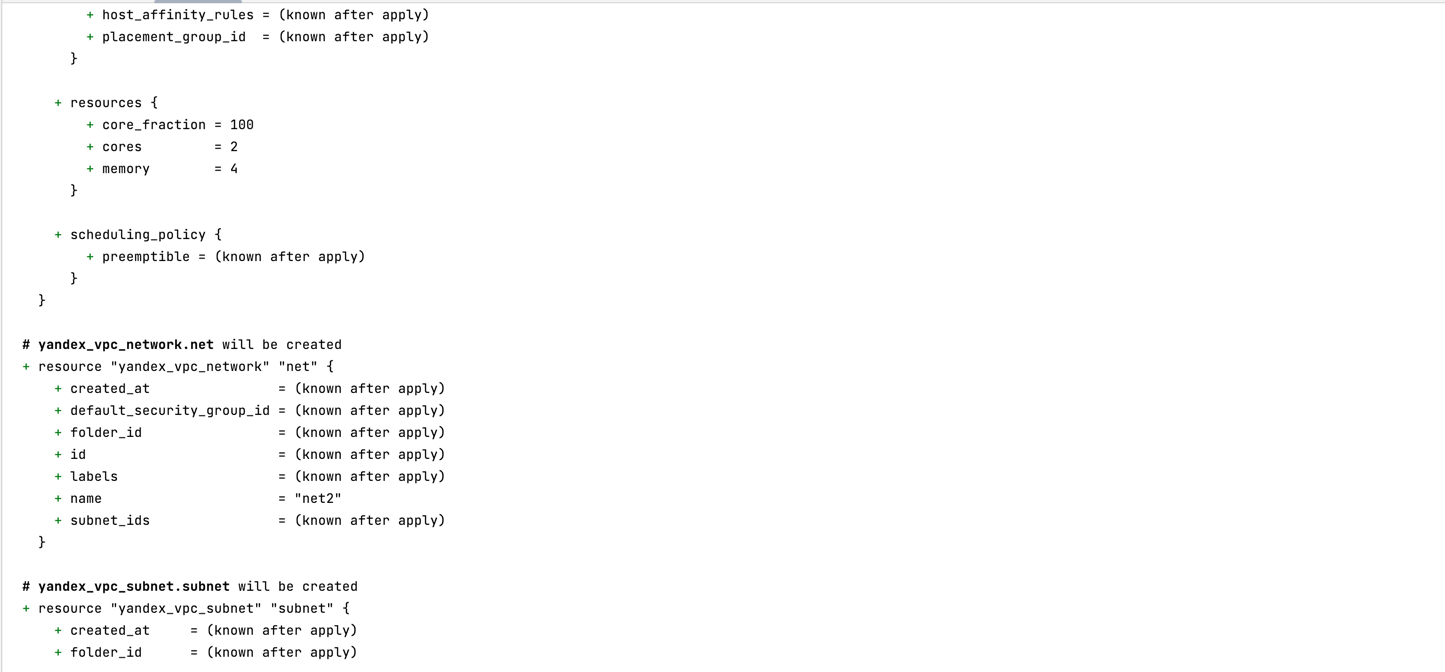 + host_affinity_rules = (known after apply)
+ placement_group_id  = (known after apply)
}
+ resources {
+ core_fraction = 100
+ cores         = 2
+ memory        = 4
}
+ scheduling_policy {
+ preemptible = (known after apply)
}
}
# yandex_vpc_network.net will be created
+ resource "yandex_vpc_network" "net" {
+ created_at                = (known after apply)
+ default_security_group_id = (known after apply)
+ folder_id                 = (known after apply)
+ id                        = (known after apply)
+ labels                    = (known after apply)
+ name                      = "net2"
+ subnet_ids                = (known after apply)
}
# yandex_vpc_subnet.subnet will be created
+ resource "yandex_vpc_subnet" "subnet" {
+ created_at     = (known after apply)
+ folder_id      = (known after apply)